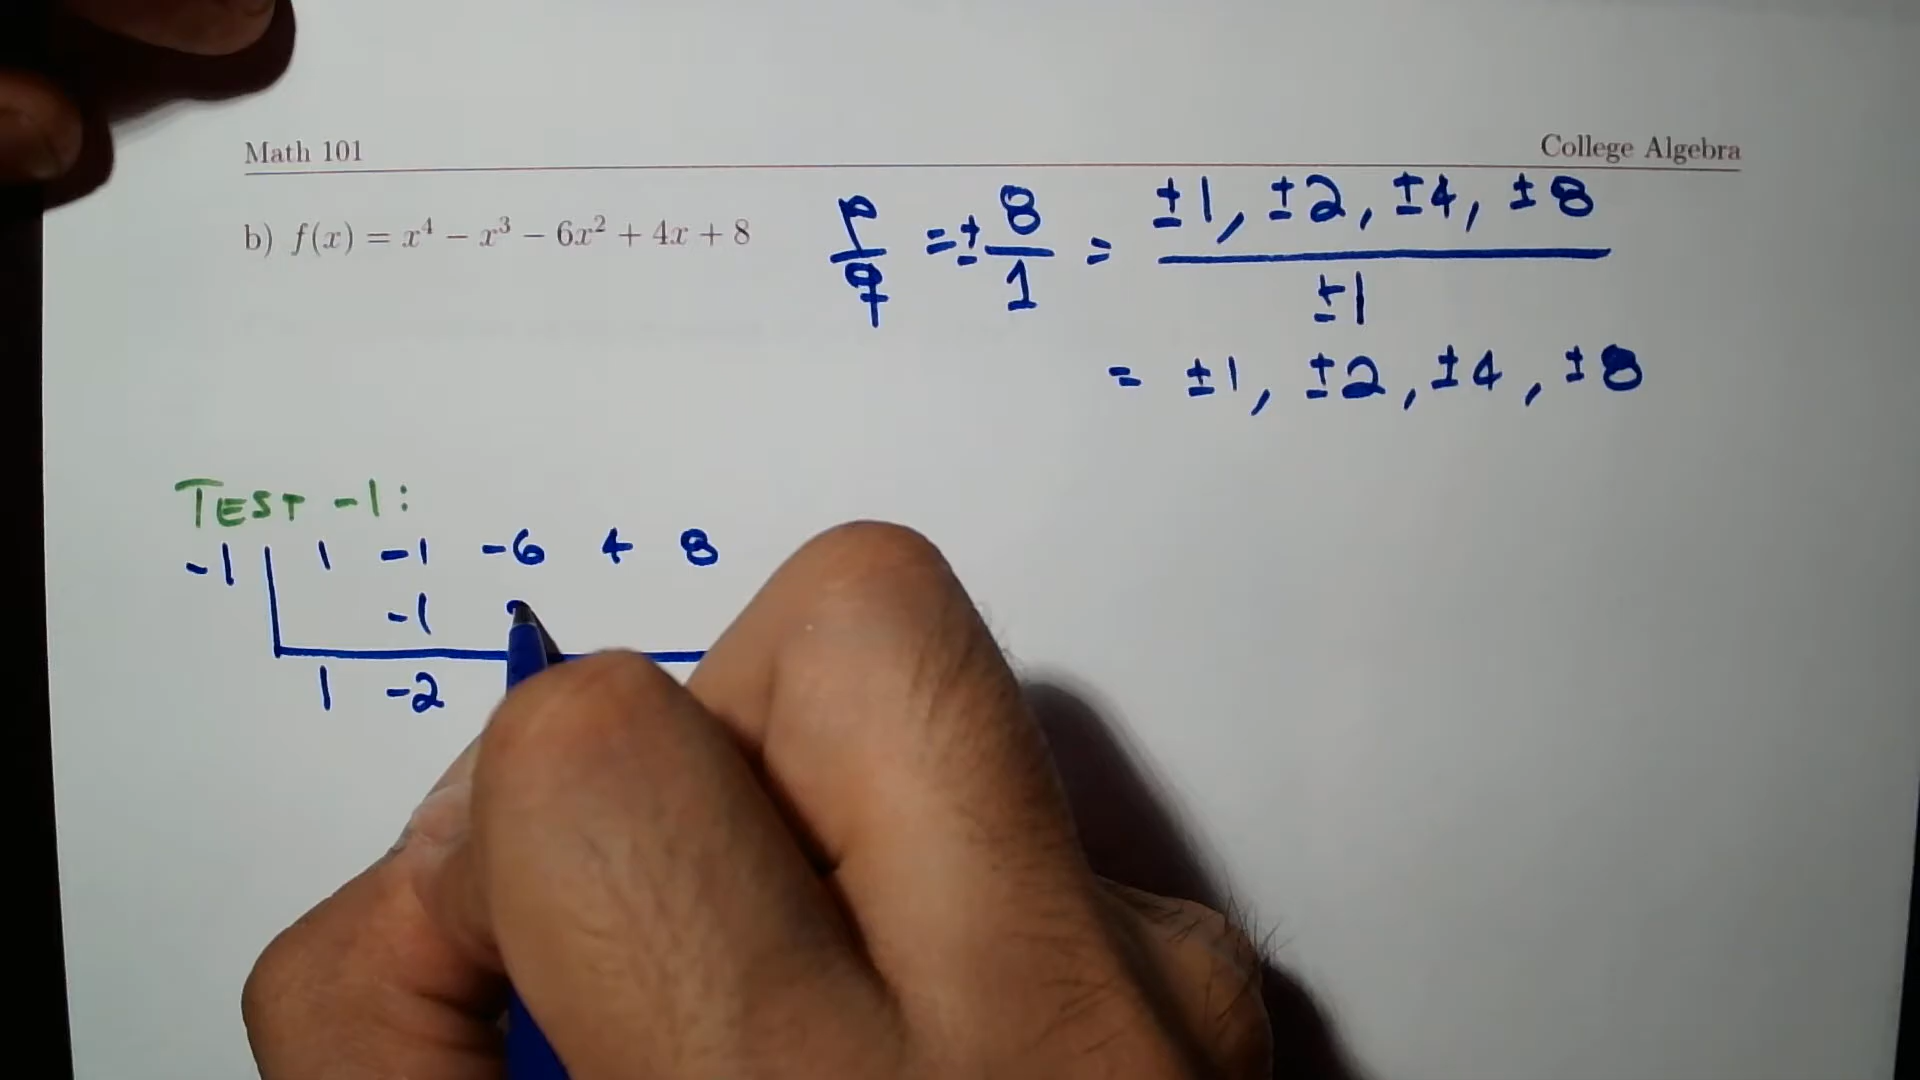 Math 101 College Algebra
b) f(x) = x⁴ − x³ − 6x² + 4x + 8
p/q = ± 8/1 = ±1, ±2, ±4, ±8 / ±1
= ±1, ±2, ±4, ±8
TEST -1:
-1 | 1 -1 -6 4 8
-1
1 -2